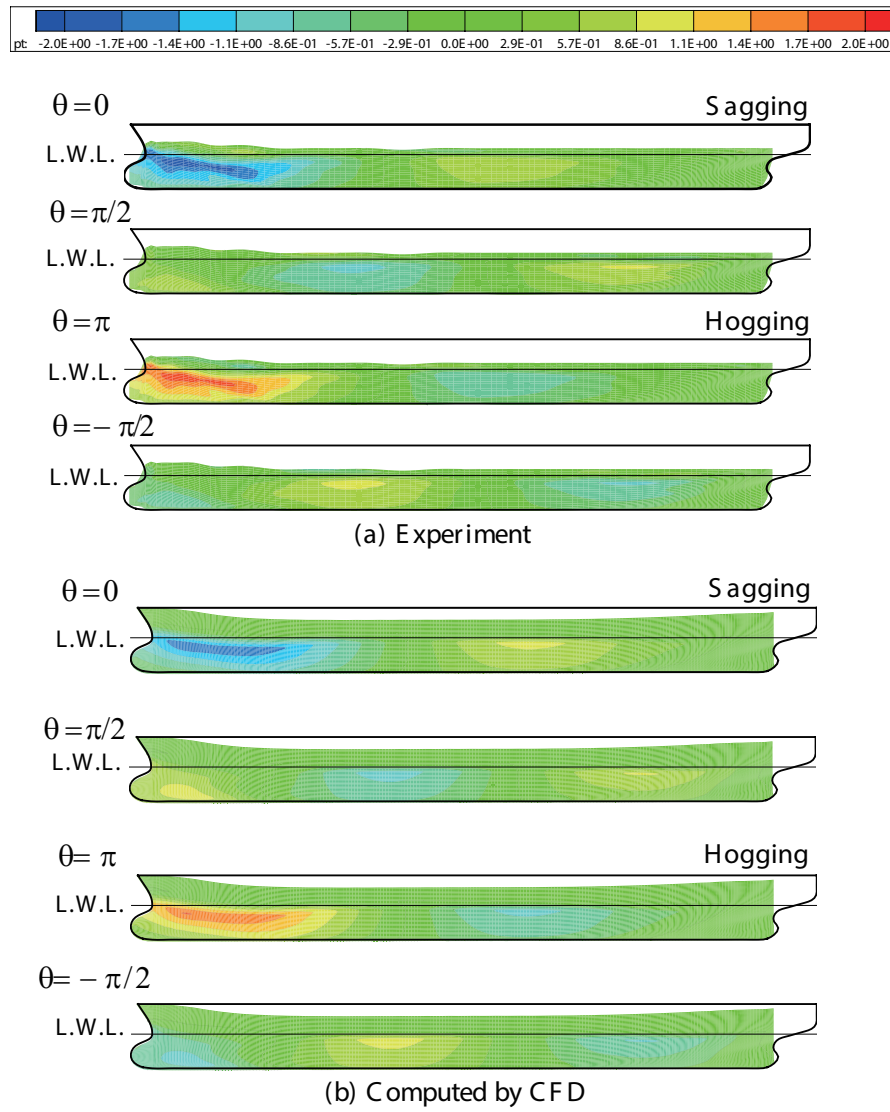 pt: -2.0E+00 -1.7E+00 -1.4E+00 -1.1E+00 -8.6E-01 -5.7E-01 -2.9E-01 0.0E+00 2.9E-01 5.7E-01 8.6E-01 1.1E+00 1.4E+00 1.7E+00 2.0E+00
θ=0 Sagging
L.W.L.
θ=π/2
L.W.L.
θ=π Hogging
L.W.L.
θ=- π/2
L.W.L.
(a) Experiment
θ=0 Sagging
L.W.L.
θ=π/2
L.W.L.
θ= π Hogging
L.W.L.
θ= - π/2
L.W.L.
(b) Computed by CFD